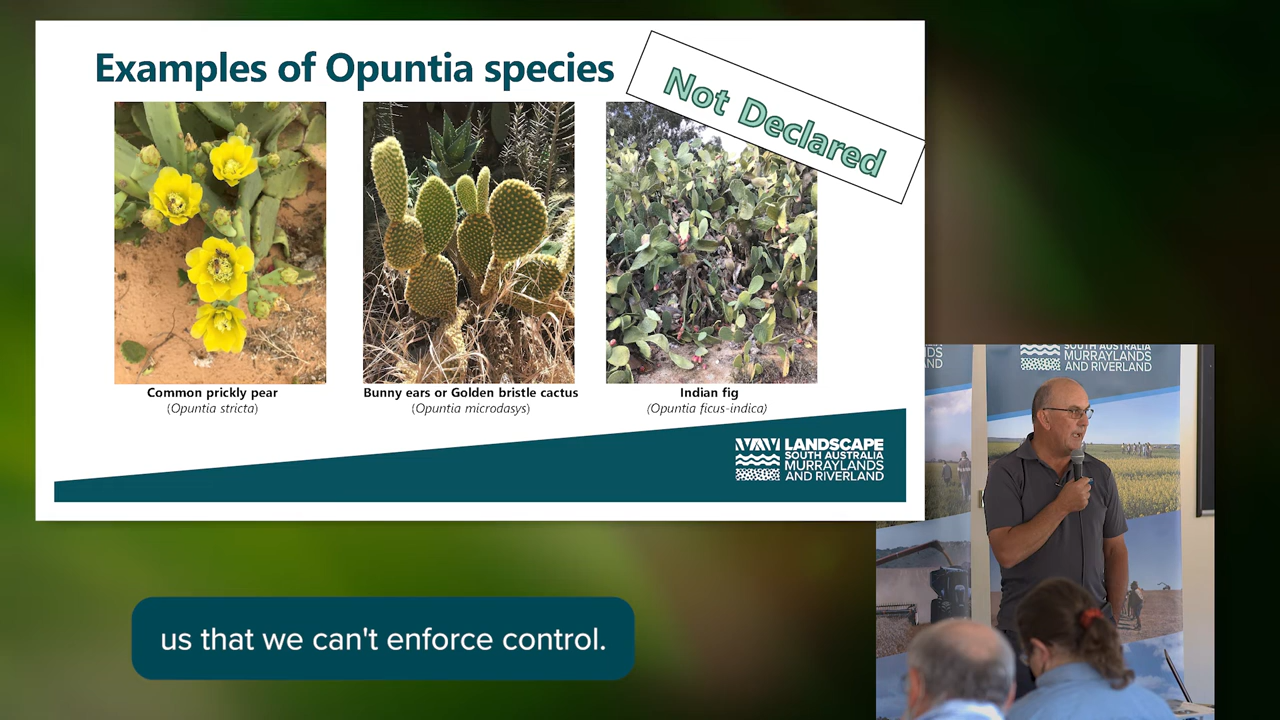 Examples of Opuntia species
Not Declared
Common prickly pear
(Opuntia stricta)
Bunny ears or Golden bristle cactus
(Opuntia microdasys)
Indian fig
(Opuntia ficus-indica)
LANDSCAPE
SOUTH AUSTRALIA
MURRAYLANDS
AND RIVERLAND
NDS
AND
SOUTH AUSTRALIA
MURRAYLANDS
AND RIVERLAND
us that we can't enforce control.